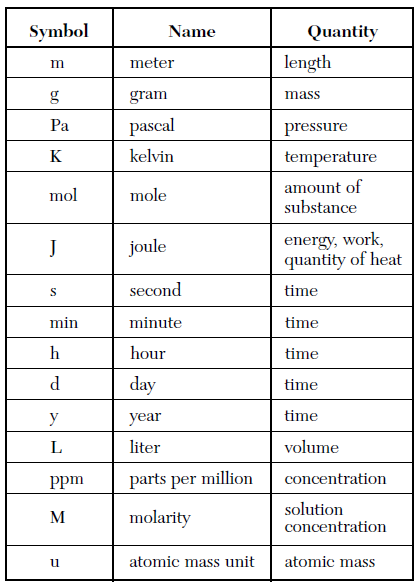 Symbol Name Quantity
m meter length
g gram mass
Pa pascal pressure
K kelvin temperature
mol mole amount of
substance
J joule energy, work,
quantity of heat
s second time
min minute time
h hour time
d day time
y year time
L liter volume
ppm parts per million concentration
M molarity solution
concentration
u atomic mass unit atomic mass